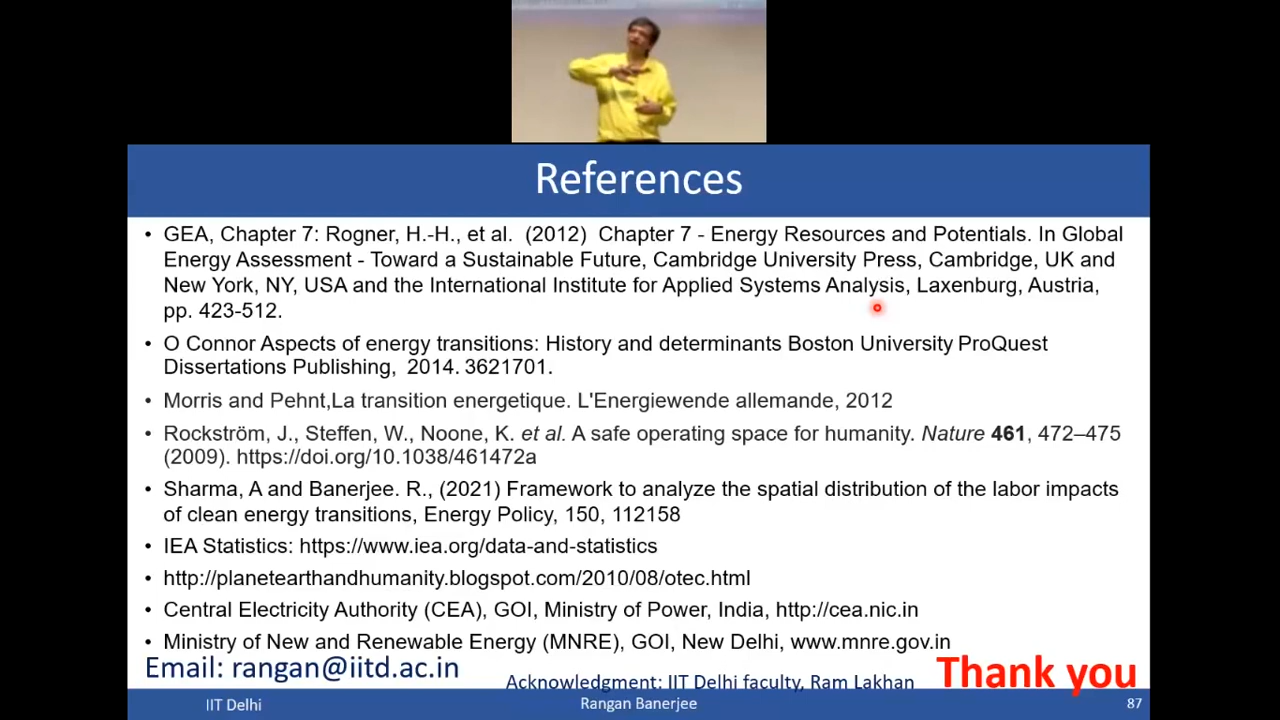 References
• GEA, Chapter 7: Rogner, H.-H., et al. (2012) Chapter 7 - Energy Resources and Potentials. In Global
Energy Assessment - Toward a Sustainable Future, Cambridge University Press, Cambridge, UK and
New York, NY, USA and the International Institute for Applied Systems Analysis, Laxenburg, Austria,
pp. 423-512.
• O Connor Aspects of energy transitions: History and determinants Boston University ProQuest
Dissertations Publishing, 2014. 3621701.
• Morris and Pehnt,La transition energetique. L'Energiewende allemande, 2012
• Rockström, J., Steffen, W., Noone, K. et al. A safe operating space for humanity. Nature 461, 472–475
(2009). https://doi.org/10.1038/461472a
• Sharma, A and Banerjee. R., (2021) Framework to analyze the spatial distribution of the labor impacts
of clean energy transitions, Energy Policy, 150, 112158
• IEA Statistics: https://www.iea.org/data-and-statistics
• http://planetearthandhumanity.blogspot.com/2010/08/otec.html
• Central Electricity Authority (CEA), GOI, Ministry of Power, India, http://cea.nic.in
• Ministry of New and Renewable Energy (MNRE), GOI, New Delhi, www.mnre.gov.in
Email: rangan@iitd.ac.in
Acknowledgment: IIT Delhi faculty, Ram Lakhan
Thank you
IIT Delhi
Rangan Banerjee
87